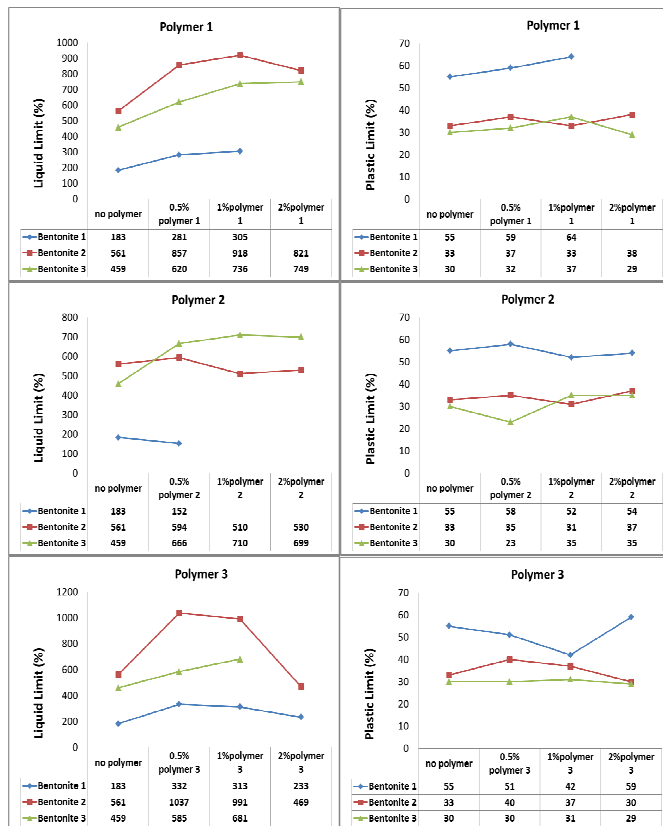 Polymer 1
Liquid Limit (%)
1000
900
800
700
600
500
400
300
200
100
0
no polymer 0.5% polymer 1 1%polymer 1 2%polymer 1
Bentonite 1 183 281 305
Bentonite 2 561 857 918 821
Bentonite 3 459 620 736 749
Polymer 1
Plastic Limit (%)
70
60
50
40
30
20
10
0
no polymer 0.5% polymer 1 1%polymer 1 2%polymer 1
Bentonite 1 55 59 64
Bentonite 2 33 37 33 38
Bentonite 3 30 32 37 29
Polymer 2
Liquid Limit (%)
800
700
600
500
400
300
200
100
0
no polymer 0.5% polymer 2 1%polymer 2 2%polymer 2
Bentonite 1 183 152
Bentonite 2 561 594 510 530
Bentonite 3 459 666 710 699
Polymer 2
Plastic Limit (%)
70
60
50
40
30
20
10
0
no polymer 0.5% polymer 2 1%polymer 2 2%polymer 2
Bentonite 1 55 58 52 54
Bentonite 2 33 35 31 37
Bentonite 3 30 23 35 35
Polymer 3
Liquid Limit (%)
1200
1000
800
600
400
200
0
no polymer 0.5% polymer 3 1%polymer 3 2%polymer 3
Bentonite 1 183 332 313 233
Bentonite 2 561 1037 991 469
Bentonite 3 459 585 681
Polymer 3
Plastic Limit (%)
70
60
50
40
30
20
10
0
no polymer 0.5% polymer 3 1%polymer 3 2%polymer 3
Bentonite 1 55 51 42 59
Bentonite 2 33 40 37 30
Bentonite 3 30 30 31 29